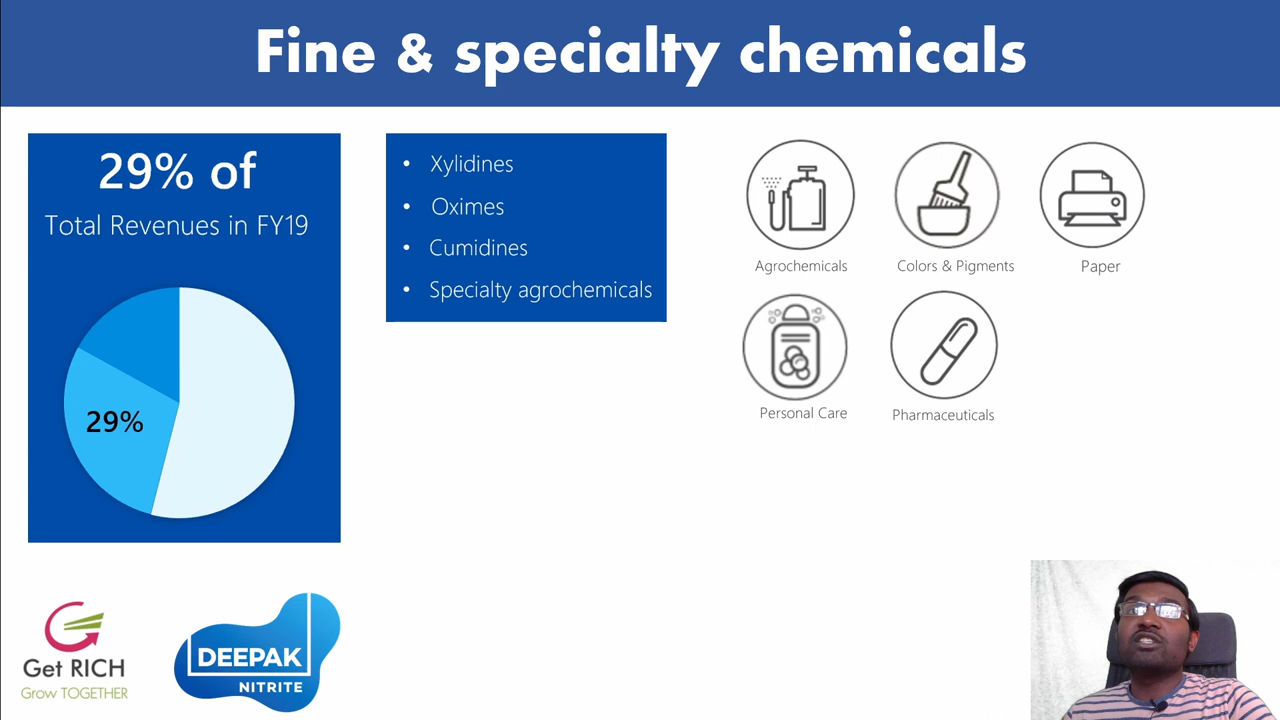 Fine & specialty chemicals
29% of
Total Revenues in FY19
29%
• Xylidines
• Oximes
• Cumidines
• Specialty agrochemicals
Agrochemicals
Colors & Pigments
Paper
Personal Care
Pharmaceuticals
Get RICH
Grow TOGETHER
DEEPAK
NITRITE